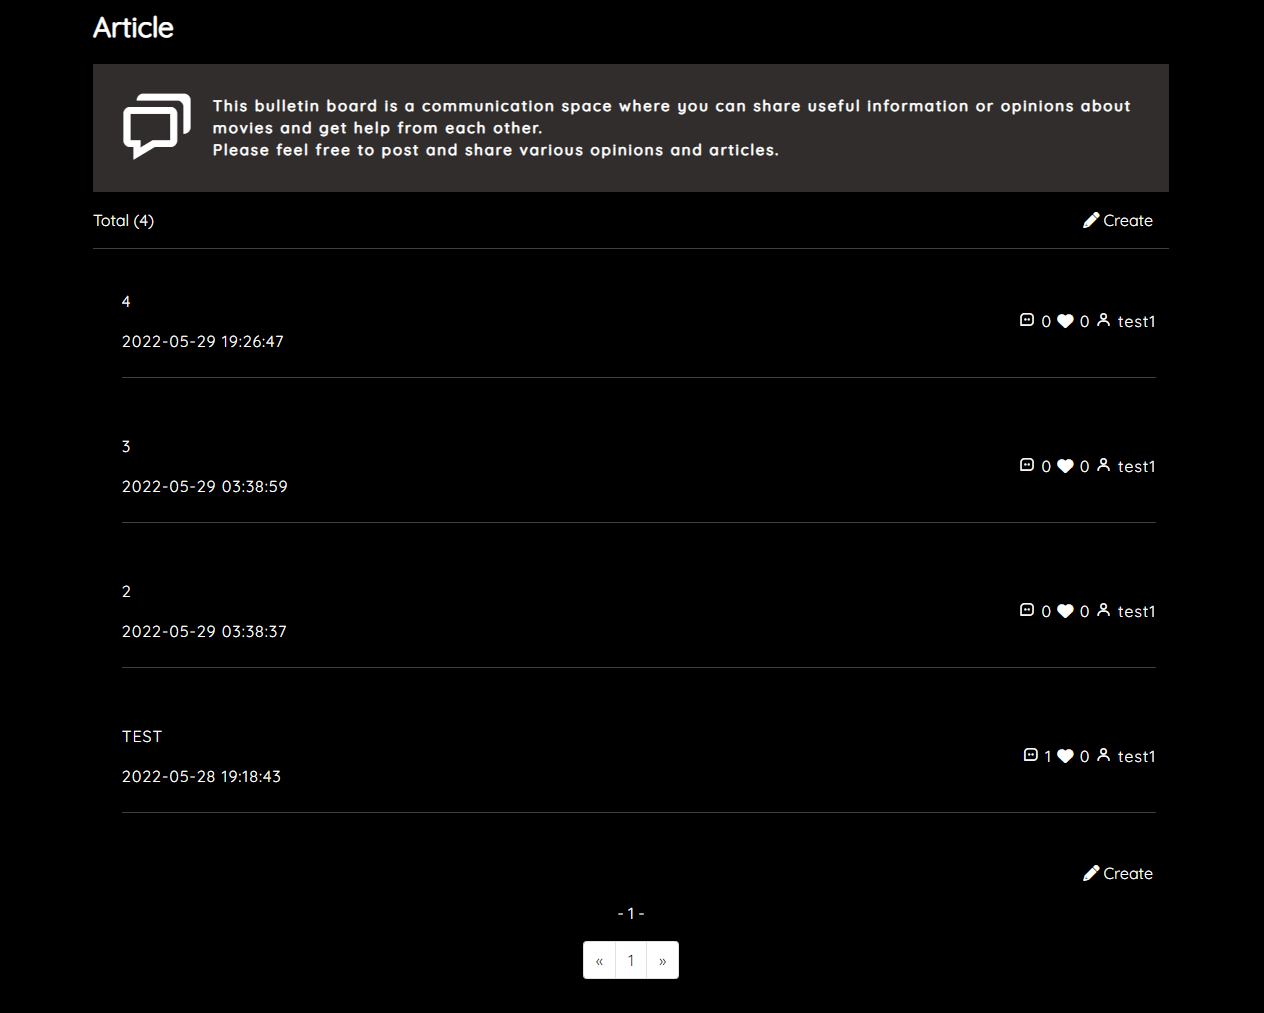 Article
This bulletin board is a communication space where you can share useful information or opinions about
movies and get help from each other.
Please feel free to post and share various opinions and articles.
Total (4)
Create
4
2022-05-29 19:26:47
0 0 test1
3
2022-05-29 03:38:59
0 0 test1
2
2022-05-29 03:38:37
0 0 test1
TEST
2022-05-28 19:18:43
1 0 test1
Create
- 1 -
« 1 »